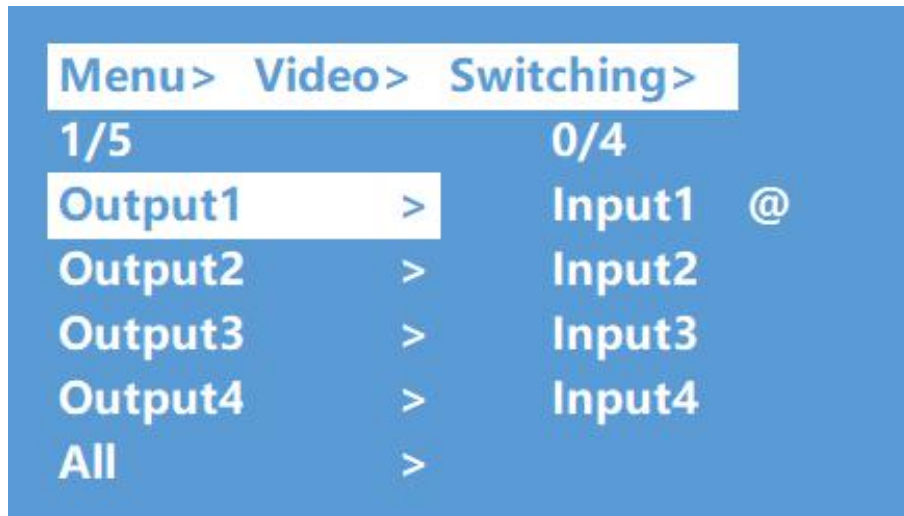 Menu> Video> Switching>
1/5 0/4
Output1 > Input1 @
Output2 > Input2
Output3 > Input3
Output4 > Input4
All >